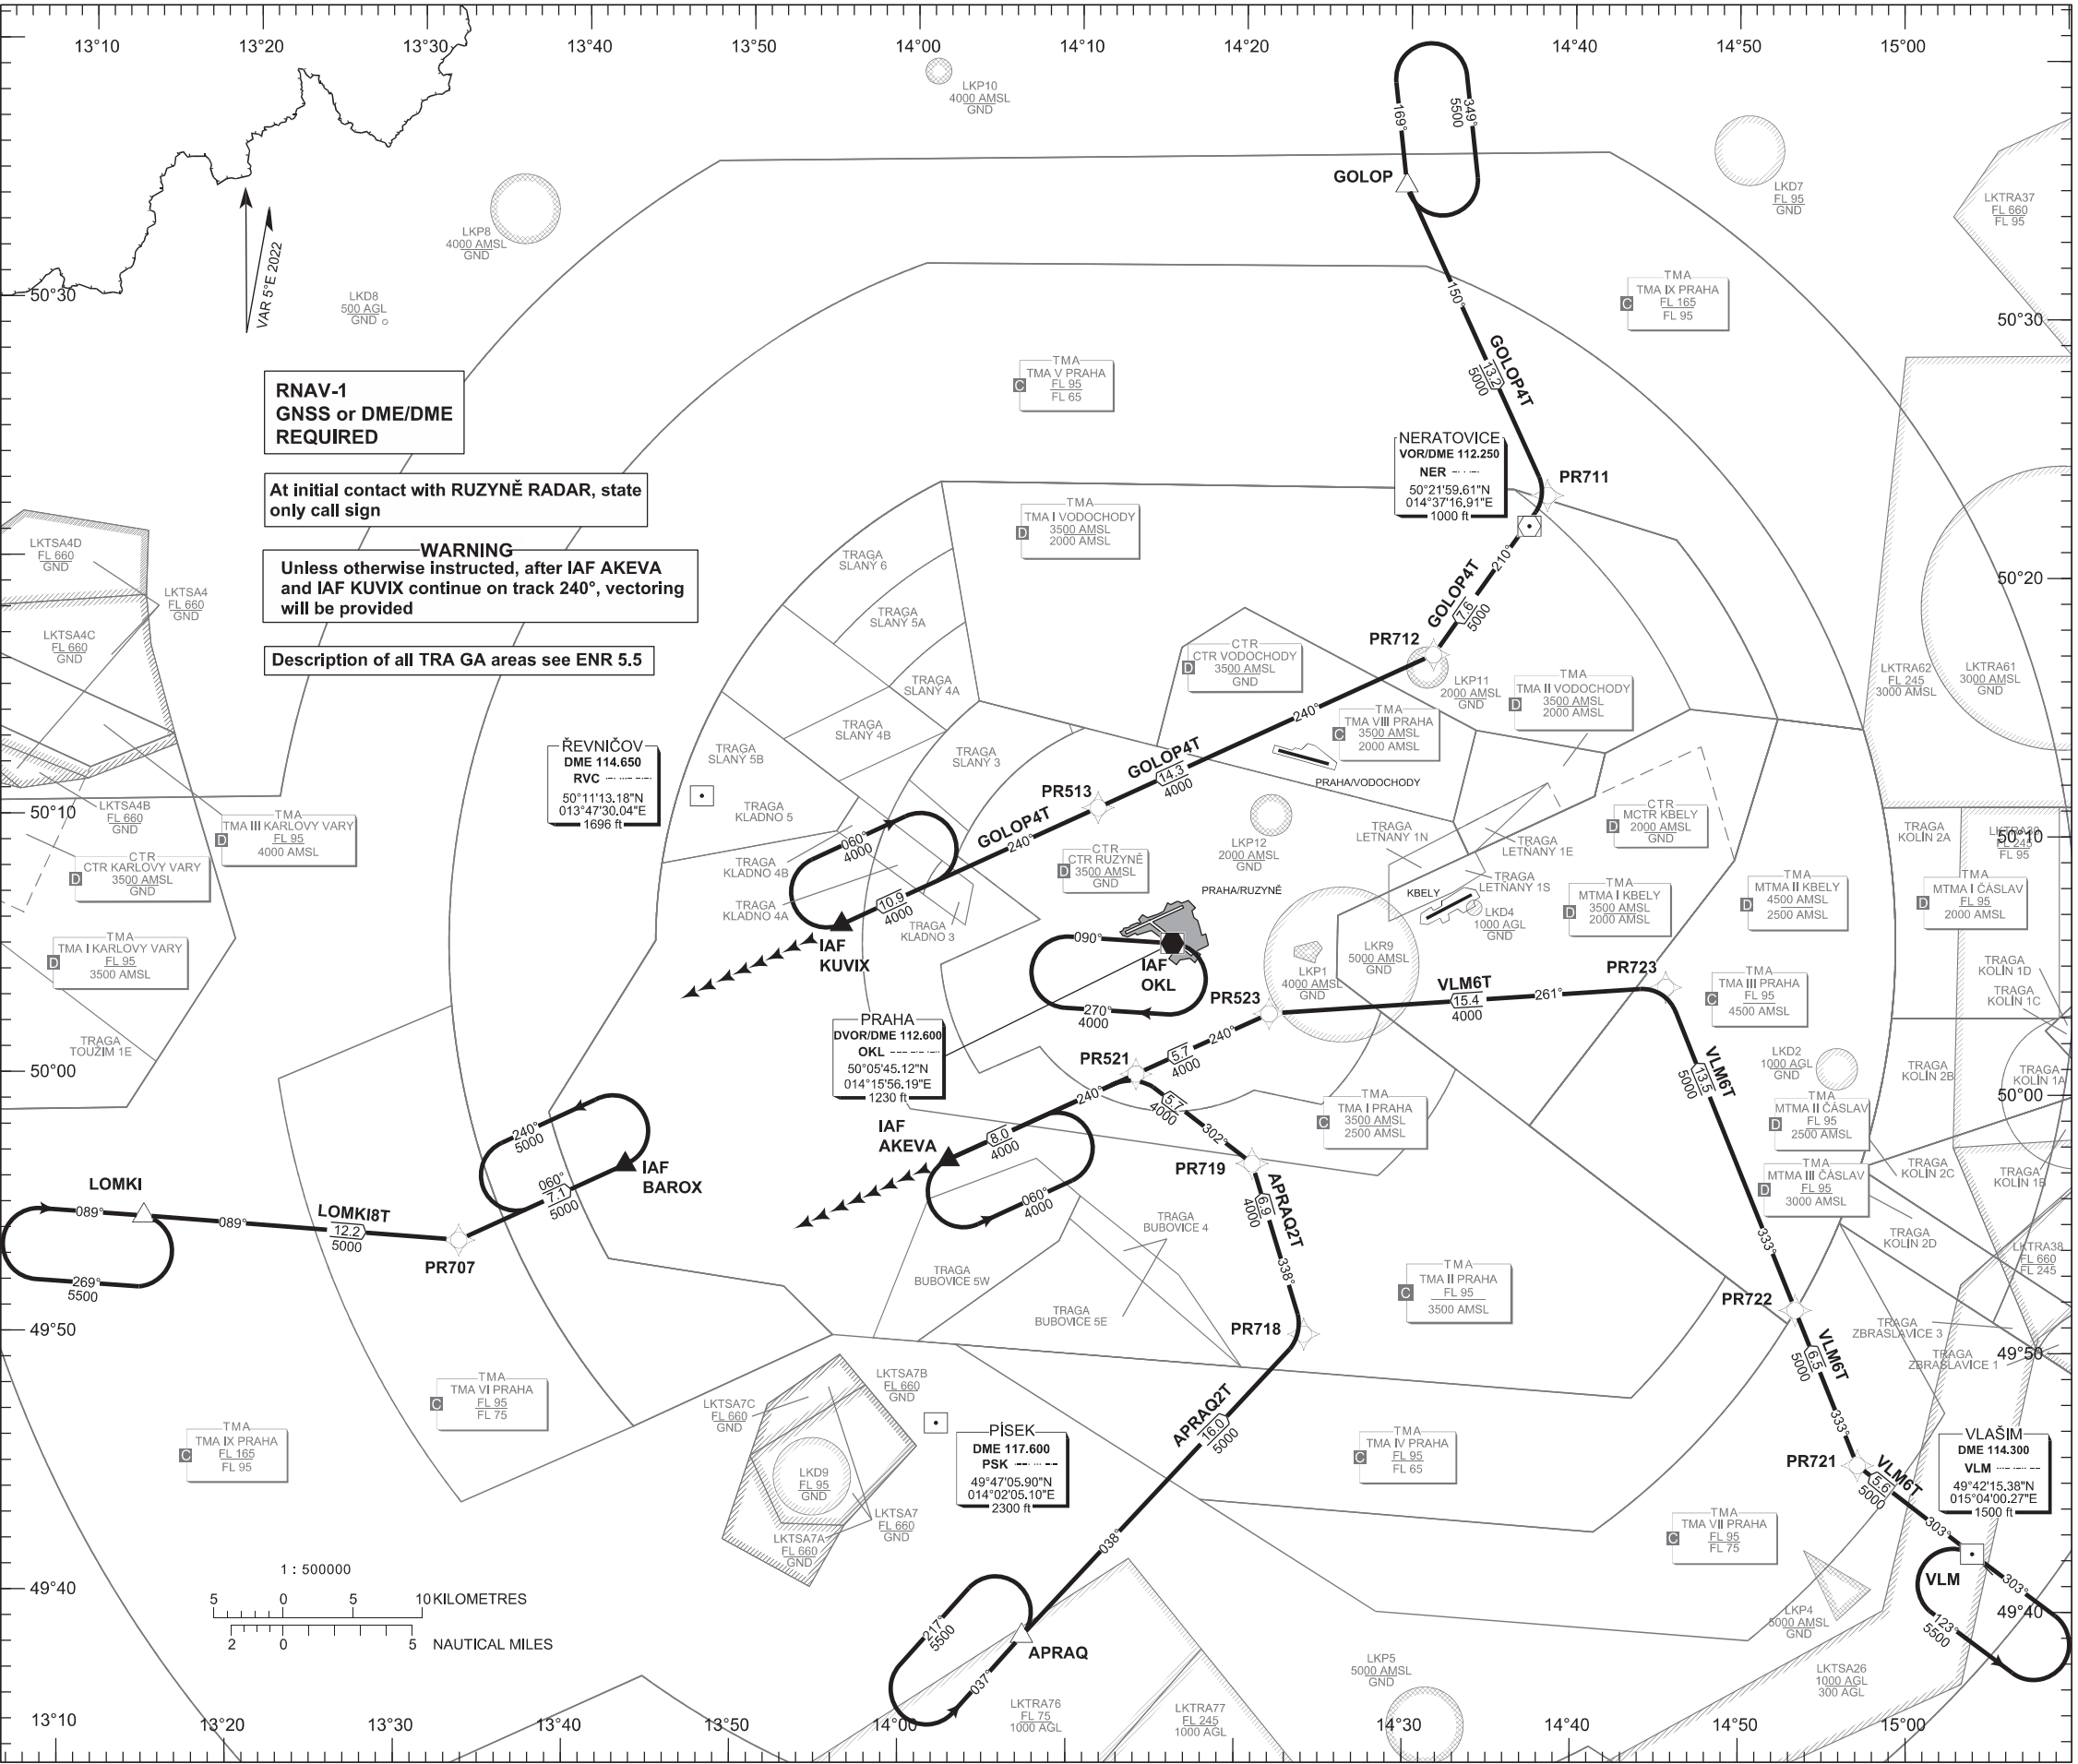 13°10
13°20
13°30
13°40
13°50
14°00
14°10
14°20
14°40
14°50
15°00
LKP10
4000 AMSL
GND
349°
5500
169°
GOLOP
LKD7
FL 95
GND
LKTRA37
FL 660
FL 95
LKP8
4000 AMSL
GND
VAR 5°E 2022
50°30
LKD8
500 AGL
GND
TMA
TMA IX PRAHA
C
FL 165
FL 95
50°30
150°
GOLOP4T
13.2
5000
TMA
TMA V PRAHA
C
FL 95
FL 65
RNAV-1
GNSS or DME/DME
REQUIRED
At initial contact with RUZYNĚ RADAR, state
only call sign
WARNING
Unless otherwise instructed, after IAF AKEVA
and IAF KUVIX continue on track 240°, vectoring
will be provided
Description of all TRA GA areas see ENR 5.5
NERATOVICE
VOR/DME 112.250
NER
50°21'59.61"N
014°37'16.91"E
1000 ft
PR711
TMA
TMA I VODOCHODY
D
3500 AMSL
2000 AMSL
LKTSA4D
FL 660
GND
LKTSA4
FL 660
GND
LKTSA4C
FL 660
GND
TRAGA
SLANÝ 6
TRAGA
SLANÝ 5A
TRAGA
SLANÝ 4A
TRAGA
SLANÝ 4B
TRAGA
SLANÝ 5B
TRAGA
SLANÝ 3
210°
GOLOP4T
7.6
5000
50°20
PR712
CTR
CTR VODOCHODY
D
3500 AMSL
GND
LKP11
2000 AMSL
GND
TMA
TMA II VODOCHODY
D
3500 AMSL
2000 AMSL
LKTRA62
FL 245
3000 AMSL
LKTRA61
3000 AMSL
GND
240°
TMA
TMA VIII PRAHA
C
3500 AMSL
2000 AMSL
PRAHA/VODOCHODY
GOLOP4T
14.3
4000
PR513
ŘEVNIČOV
DME 114.650
RVC
50°11'13.18"N
013°47'30.04"E
1696 ft
TRAGA
KLADNO 5
50°10
LKTSA4B
FL 660
GND
TMA
TMA III KARLOVY VARY
D
FL 95
4000 AMSL
CTR
CTR KARLOVY VARY
D
3500 AMSL
GND
TMA
TMA I KARLOVY VARY
D
FL 95
3500 AMSL
TRAGA
TOUŽIM 1E
GOLOP4T
240°
060°
4000
TRAGA
KLADNO 4B
TRAGA
KLADNO 4A
10.9
4000
TRAGA
KLADNO 3
IAF
KUVIX
CTR
CTR RUZYNĚ
D
3500 AMSL
GND
LKP12
2000 AMSL
GND
PRAHA/RUZYNĚ
TRAGA
LETŇANY 1N
TRAGA
LETŇANY 1E
TRAGA
LETŇANY 1S
KBELY
LKD4
1000 AGL
GND
CTR
MCTR KBELY
D
2000 AMSL
GND
TMA
MTMA I KBELY
D
3500 AMSL
2000 AMSL
TMA
MTMA II KBELY
D
4500 AMSL
2500 AMSL
TRAGA
KOLÍN 2A
50°10
FL 95
TMA
MTMA I ČÁSLAV
D
FL 95
2000 AMSL
TRAGA
KOLÍN 1D
TRAGA
KOLÍN 1C
090°
270°
4000
IAF
OKL
LKR9
5000 AMSL
GND
LKP1
4000 AMSL
GND
PR523
VLM6T
15.4
4000
261°
PR723
TMA
TMA III PRAHA
C
FL 95
4500 AMSL
PRAHA
DVOR/DME 112.600
OKL
50°05'45.12"N
014°15'56.19"E
1230 ft
50°00
PR521
5.7
4000
240°
VLM6T
13.5
5000
LKD2
1000 AGL
GND
TRAGA
KOLÍN 2B
TRAGA
KOLÍN 1A
50°00
TMA
MTMA II ČÁSLAV
D
FL 95
2500 AMSL
TMA
TMA I PRAHA
C
3500 AMSL
2500 AMSL
240°
IAF
AKEVA
8.0
4000
060°
4000
5.7
4000
302°
PR719
240°
5000
IAF
BAROX
060°
7.1
5000
TMA
MTMA III ČÁSLAV
D
FL 95
3000 AMSL
TRAGA
KOLÍN 2C
TRAGA
KOLÍN 1B
TRAGA
KOLÍN 2D
LKTRA38
FL 660
FL 245
LOMKI
089°
269°
5500
089°
LOMKI8T
12.2
5000
PR707
APRAQ2T
6.9
4000
338°
TRAGA
BUBOVICE 4
TRAGA
BUBOVICE 5W
TRAGA
BUBOVICE 5E
333°
TMA
TMA II PRAHA
C
FL 95
3500 AMSL
PR722
PR718
49°50
TRAGA
ZBRASLAVICE 3
TRAGA
ZBRASLAVICE 1
49°50
VLM6T
6.5
5000
333°
PR721
TMA
TMA VI PRAHA
C
FL 95
FL 75
TMA
TMA IX PRAHA
C
FL 165
FL 95
LKTSA7B
FL 660
GND
LKTSA7C
FL 660
GND
LKD9
FL 95
GND
LKTSA7
FL 660
GND
LKTSA7A
FL 660
GND
PÍSEK
DME 117.600
PSK
49°47'05.90"N
014°02'05.10"E
2300 ft
APRAQ2T
16.0
5000
038°
TMA
TMA IV PRAHA
C
FL 95
FL 65
VLM6T
5.6
5000
303°
VLAŠIM
DME 114.300
VLM
49°42'15.38"N
015°04'00.27"E
1500 ft
TMA
TMA VII PRAHA
C
FL 95
FL 75
VLM
303°
123°
5500
49°40
49°40
1 : 500000
5 0 5 10 KILOMETRES
2 0 5 NAUTICAL MILES
217°
5500
037°
APRAQ
LKP4
5000 AMSL
GND
LKP5
5000 AMSL
GND
LKTSA26
1000 AGL
300 AGL
LKTRA76
FL 75
1000 AGL
LKTRA77
FL 245
1000 AGL
13°10
13°20
13°30
13°40
13°50
14°00
14°30
14°40
14°50
15°00